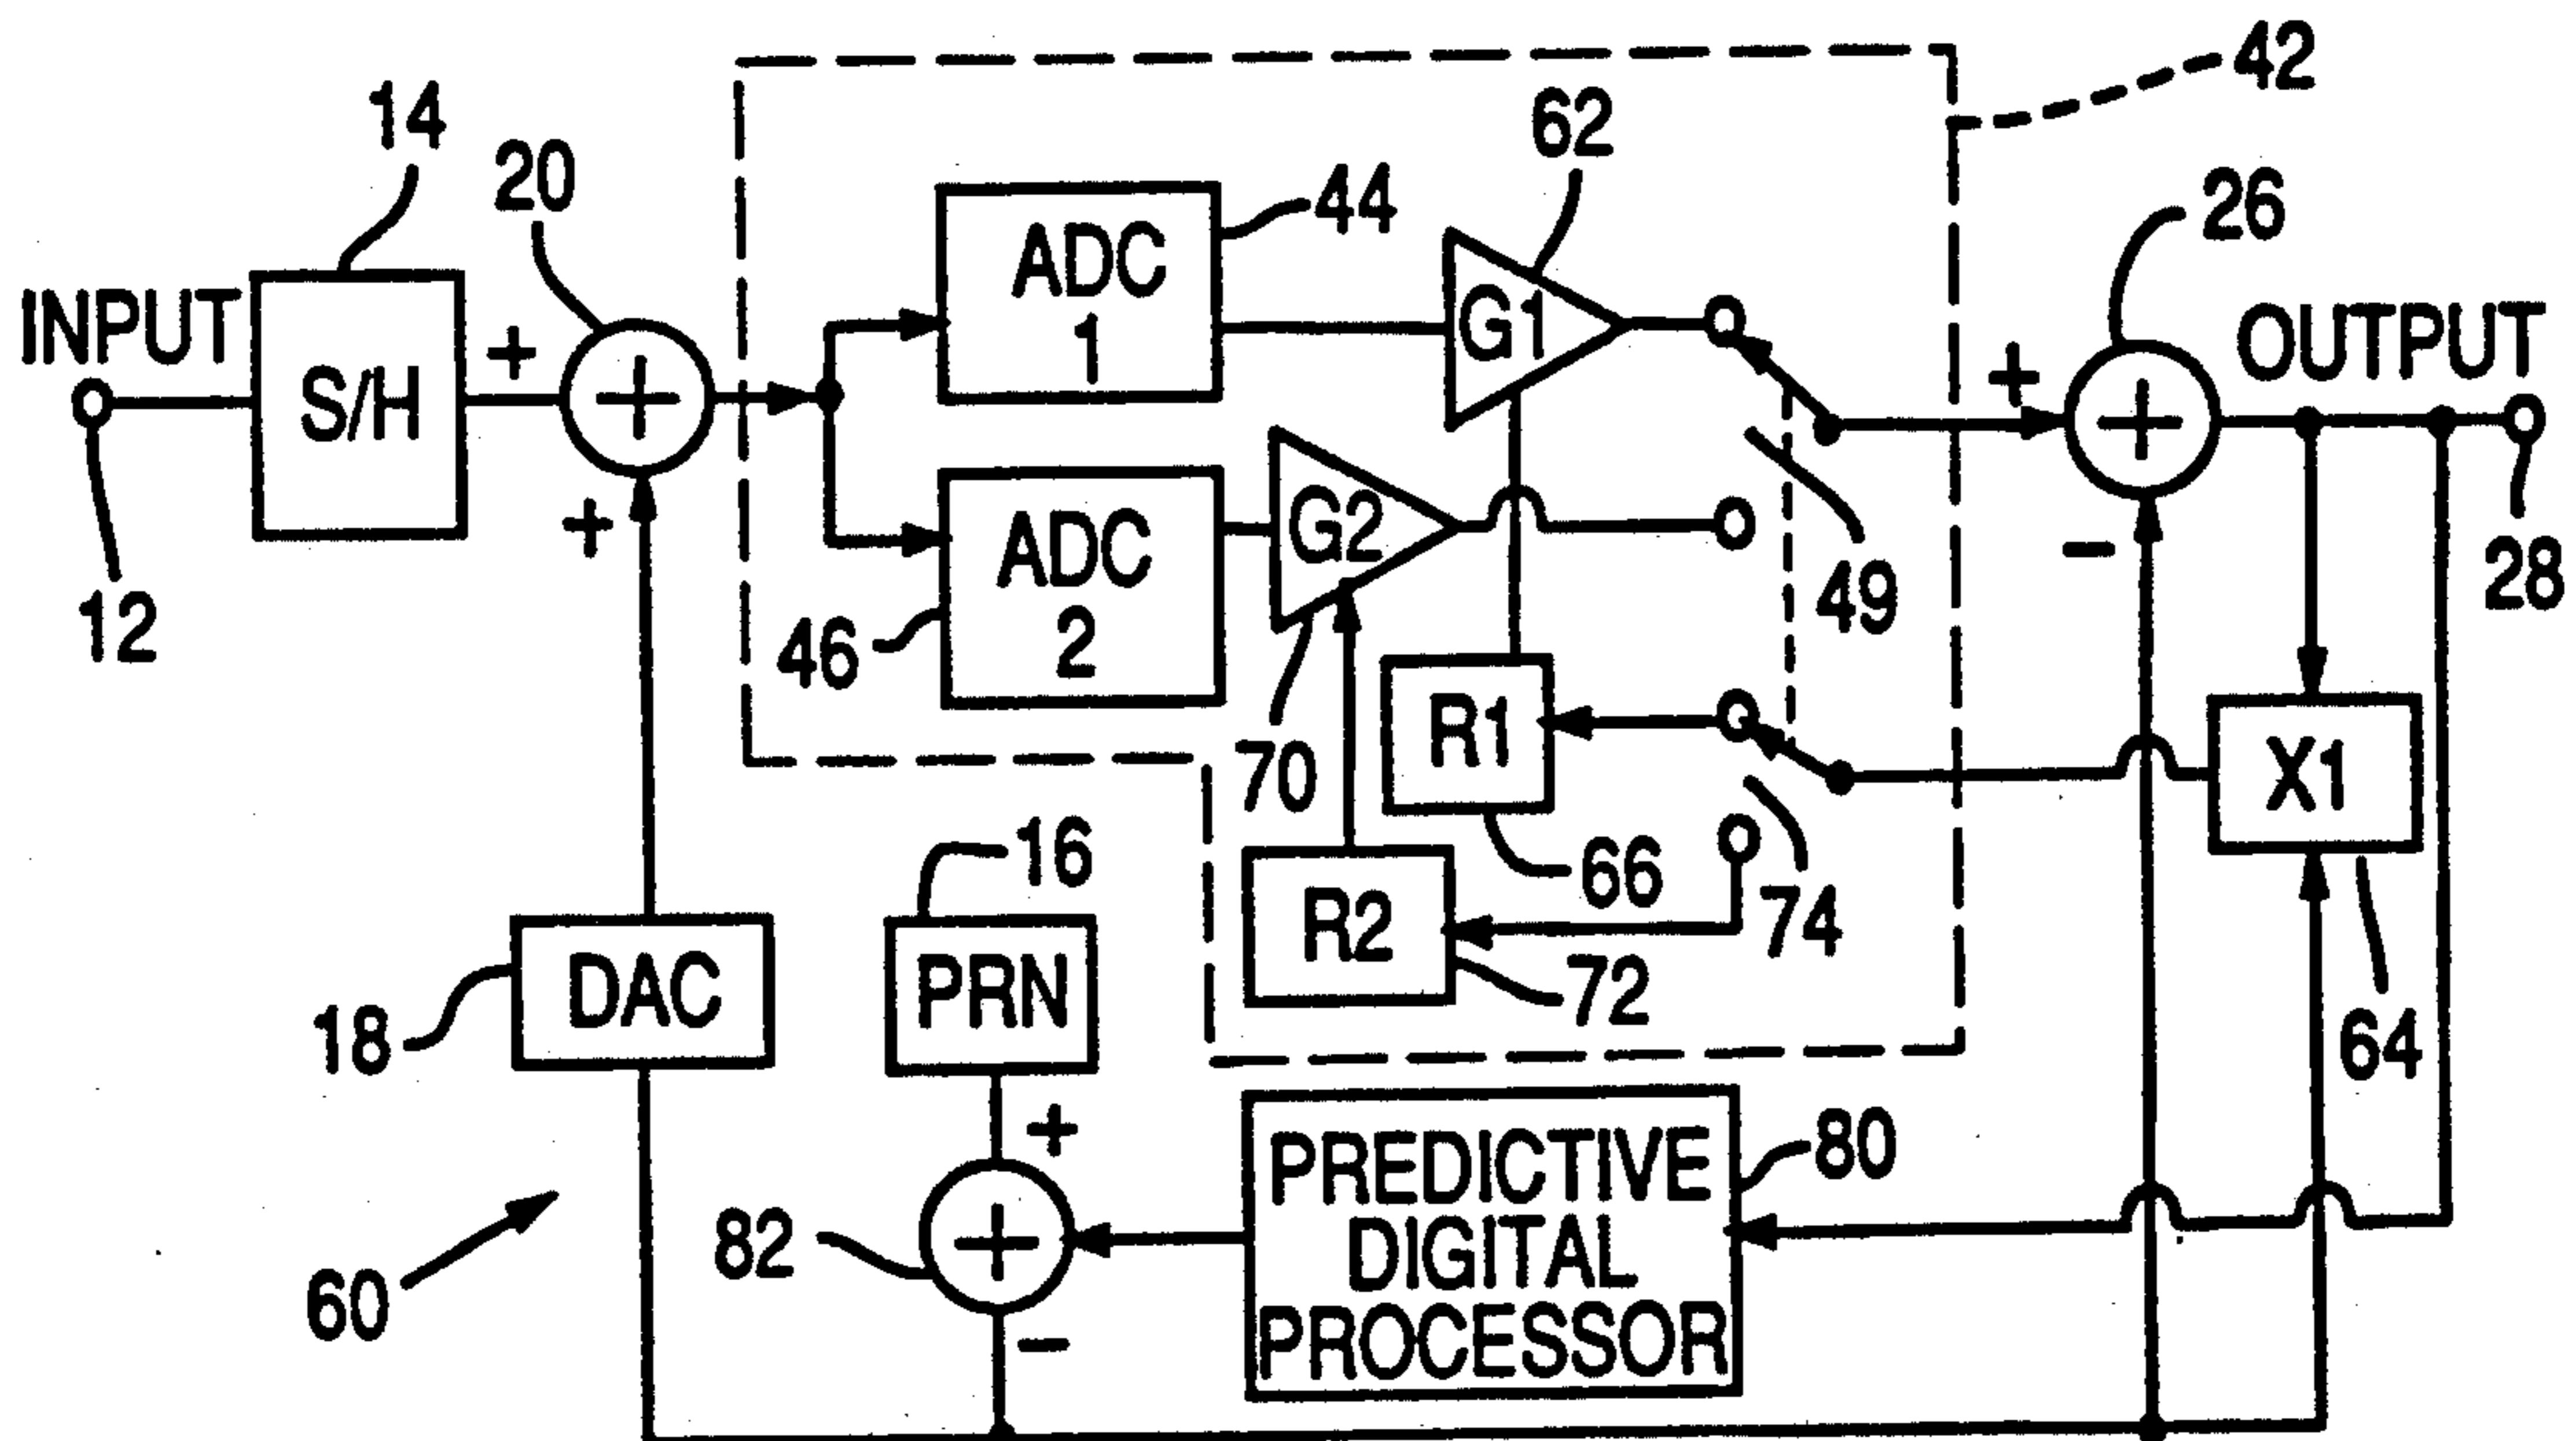 42
14
62
20
44
26
ADC
1
G1
INPUT
OUTPUT
+
+
+
S/H
+
+
G2
ADC
2
−
49
28
12
46
R1
X1
70
16
66
74
R2
DAC
PRN
72
18
64
+
PREDICTIVE
DIGITAL
PROCESSOR
80
+
82
60
−